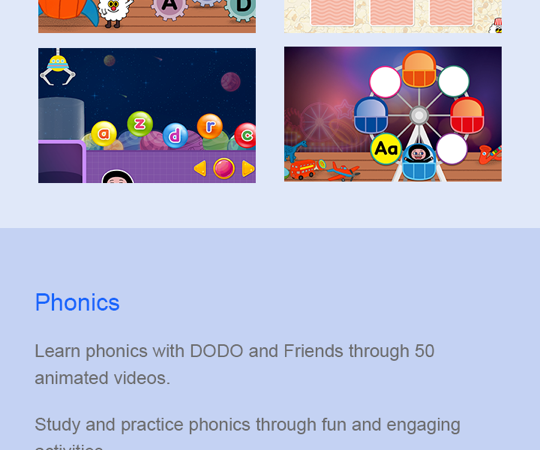 A D
a z d r c
Aa
Phonics
Learn phonics with DODO and Friends through 50
animated videos.
Study and practice phonics through fun and engaging
activities